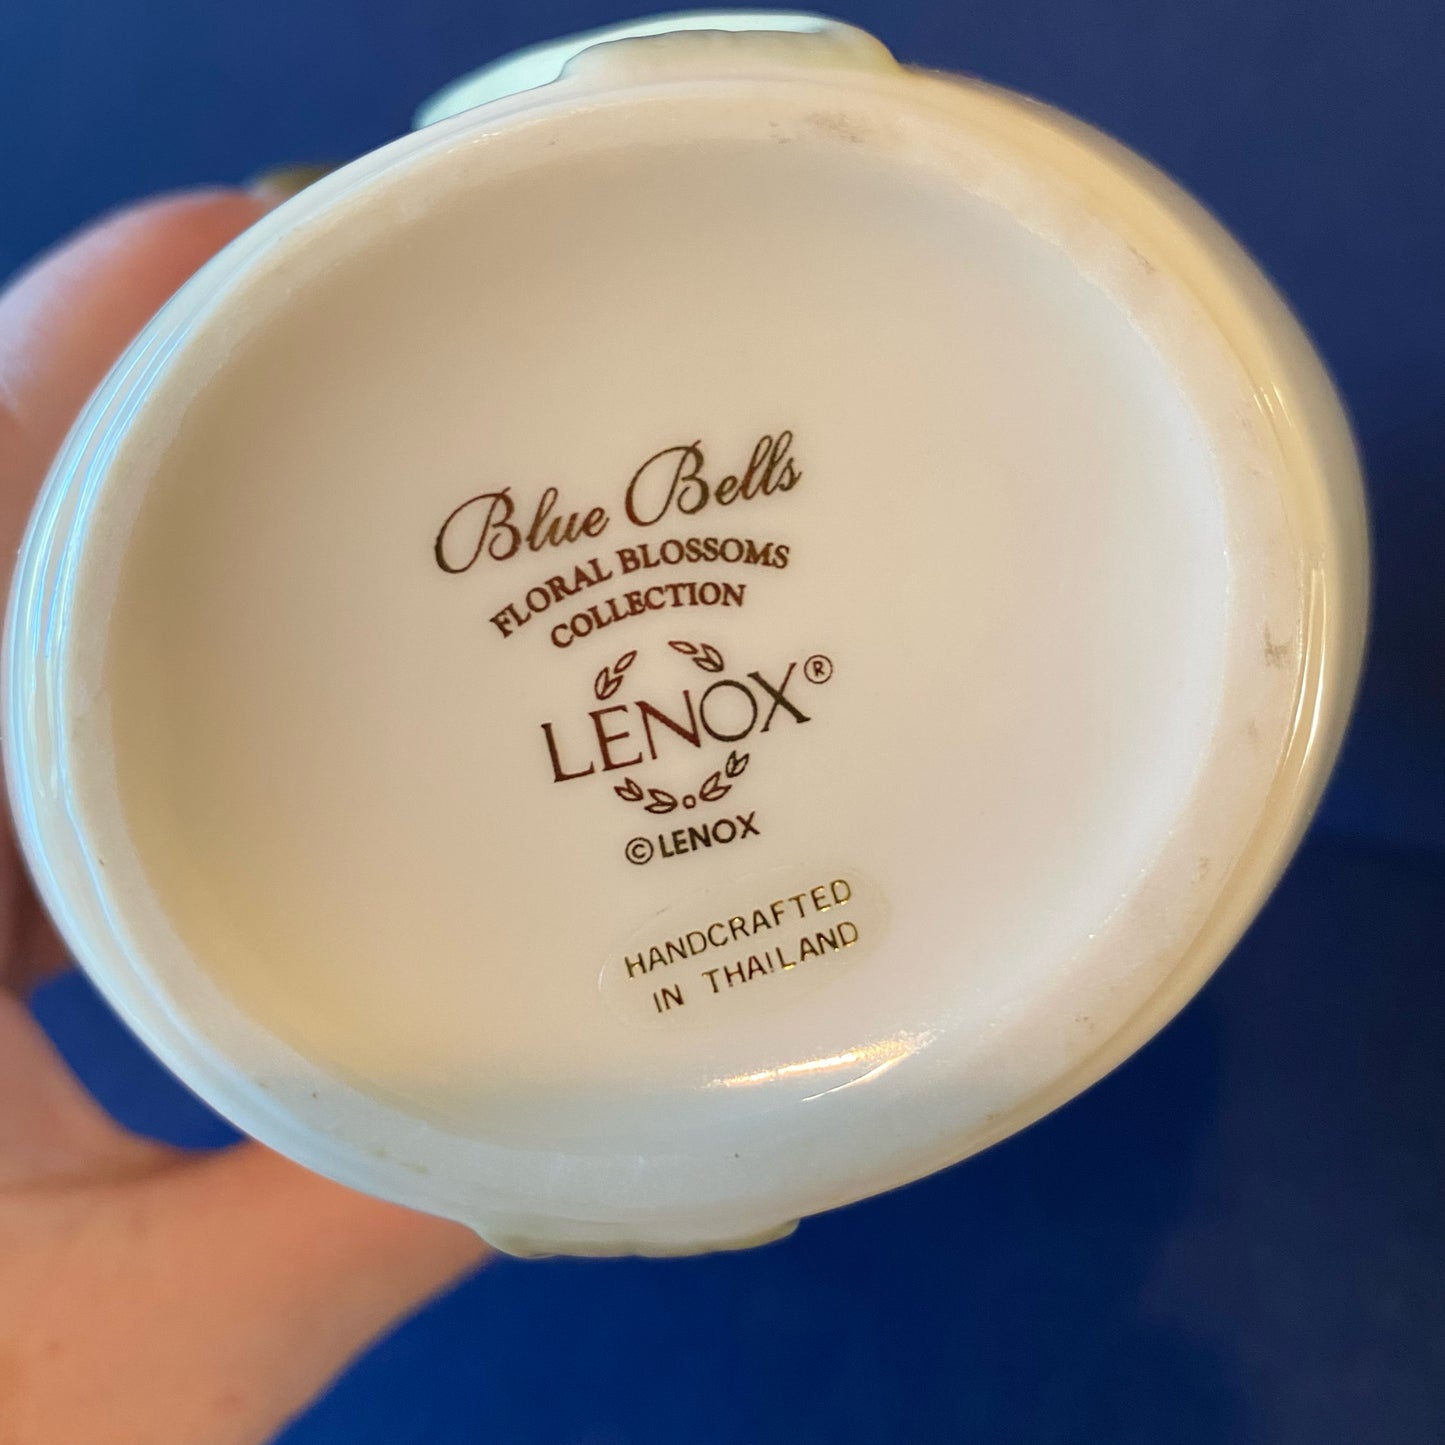 Blue Bells
FLORAL BLOSSOMS
COLLECTION
LENOX®
©LENOX
HANDCRAFTED
IN THAILAND